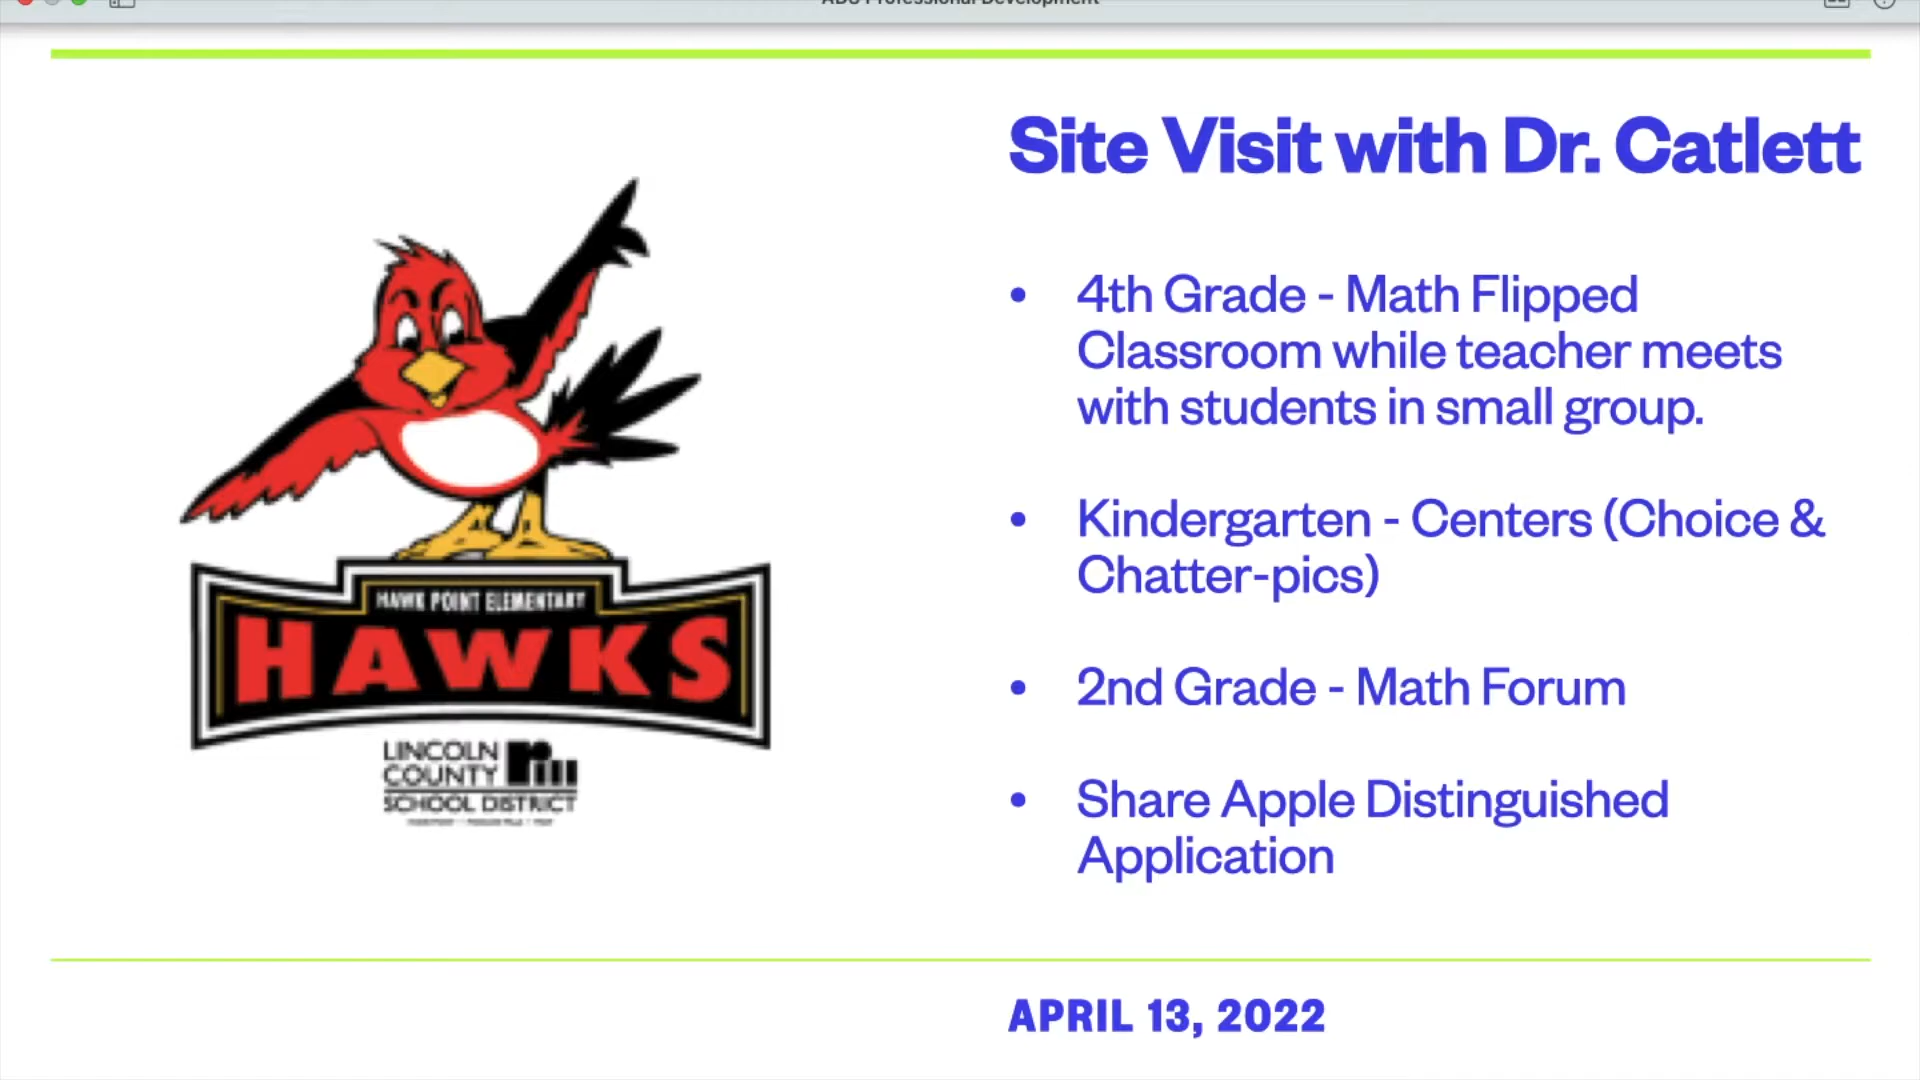 Professional Development
Site Visit with Dr. Catlett
• 4th Grade - Math Flipped
Classroom while teacher meets
with students in small group.
• Kindergarten - Centers (Choice &
Chatter-pics)
• 2nd Grade - Math Forum
• Share Apple Distinguished
Application
HAWK POINT ELEMENTARY
HAWKS
LINCOLN
COUNTY
SCHOOL DISTRICT
APRIL 13, 2022